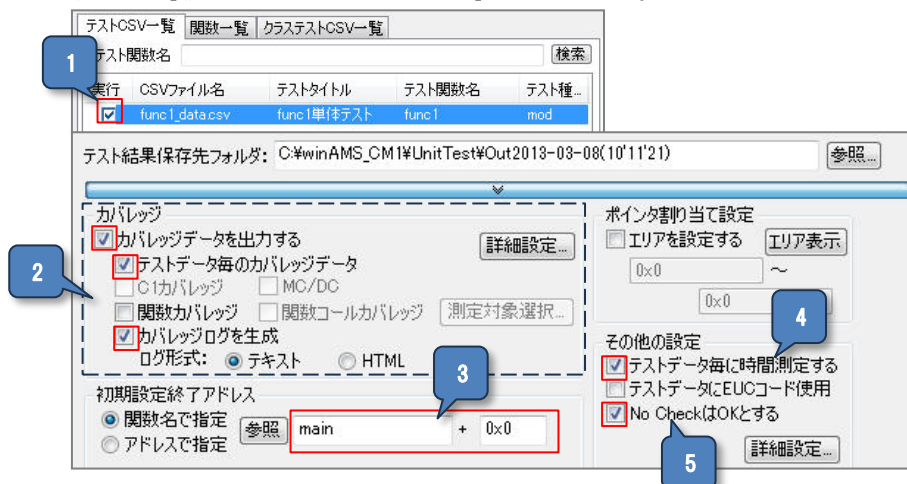 テストCSV一覧 関数一覧 クラステストCSV一覧
テスト関数名 検索
1
実行 CSVファイル名 テストタイトル テスト関数名 テスト種...
func1_data.csv func1単体テスト func1 mod
テスト結果保存先フォルダ: C:¥winAMS_CM1¥UnitTest¥Out2013-03-08(10'11'21) 参照...
カバレッジ
カバレッジデータを出力する 詳細設定...
テストデータ毎のカバレッジデータ
C1カバレッジ MC/DC
関数カバレッジ 関数コールカバレッジ 測定対象選択...
カバレッジログを生成
ログ形式: テキスト HTML
2
初期設定終了アドレス
関数名で指定 参照 main + 0x0
アドレスで指定
3
ポインタ割り当て設定
エリアを設定する エリア表示
0x0 ～
0x0
4
その他の設定
テストデータ毎に時間測定する
テストデータにEUCコード使用
No CheckはOKとする
詳細設定...
5